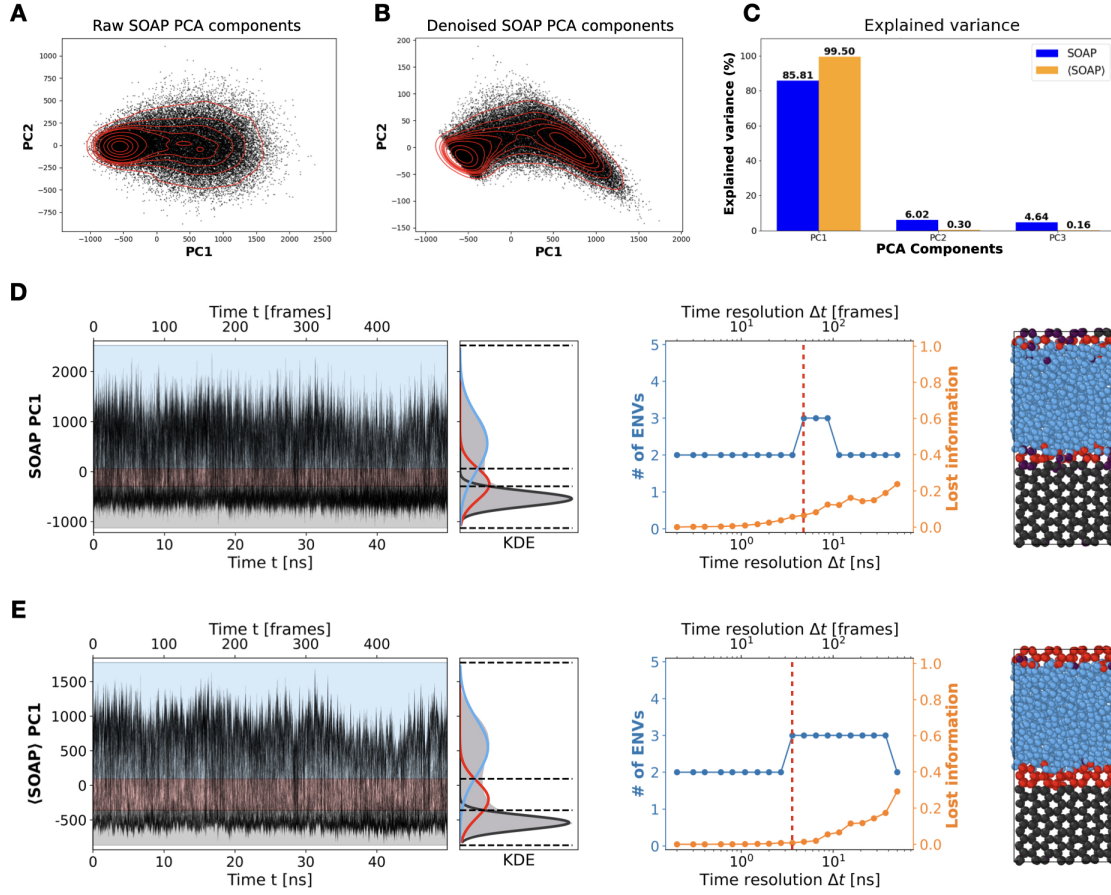 A
Raw SOAP PCA components
PC2
1000
750
500
250
0
−250
−500
−750
−1000 −500 0 500 1000 1500 2000 2500
PC1
B
Denoised SOAP PCA components
PC2
200
150
100
50
0
−50
−100
−150
−1000 −500 0 500 1000 1500 2000
PC1
C
Explained variance
Explained variance (%)
100
80
60
40
20
0
85.81 99.50
6.02 0.30
4.64 0.16
SOAP
⟨SOAP⟩
PC1 PC2 PC3
PCA Components
D
Time t [frames]
0 100 200 300 400
SOAP PC1
2000
1000
0
−1000
0 10 20 30 40
Time t [ns]
KDE
Time resolution Δt [frames]
10¹ 10²
# of ENVs
5
4
3
2
1
0
1.0
0.8
0.6
0.4
0.2
0.0
Lost information
10⁰ 10¹
Time resolution Δt [ns]
E
Time t [frames]
0 100 200 300 400
⟨SOAP⟩ PC1
1500
1000
500
0
−500
0 10 20 30 40
Time t [ns]
KDE
Time resolution Δt [frames]
10¹ 10²
# of ENVs
5
4
3
2
1
0
1.0
0.8
0.6
0.4
0.2
0.0
Lost information
10⁰ 10¹
Time resolution Δt [ns]